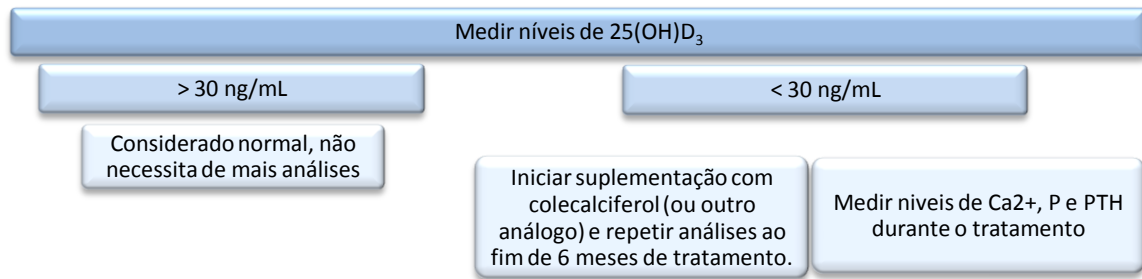 Medir níveis de 25(OH)D₃
> 30 ng/mL
< 30 ng/mL
Considerado normal, não
necessita de mais análises
Iniciar suplementação com
colecalciferol (ou outro
análogo) e repetir análises ao
fim de 6 meses de tratamento.
Medir niveis de Ca2+, P e PTH
durante o tratamento